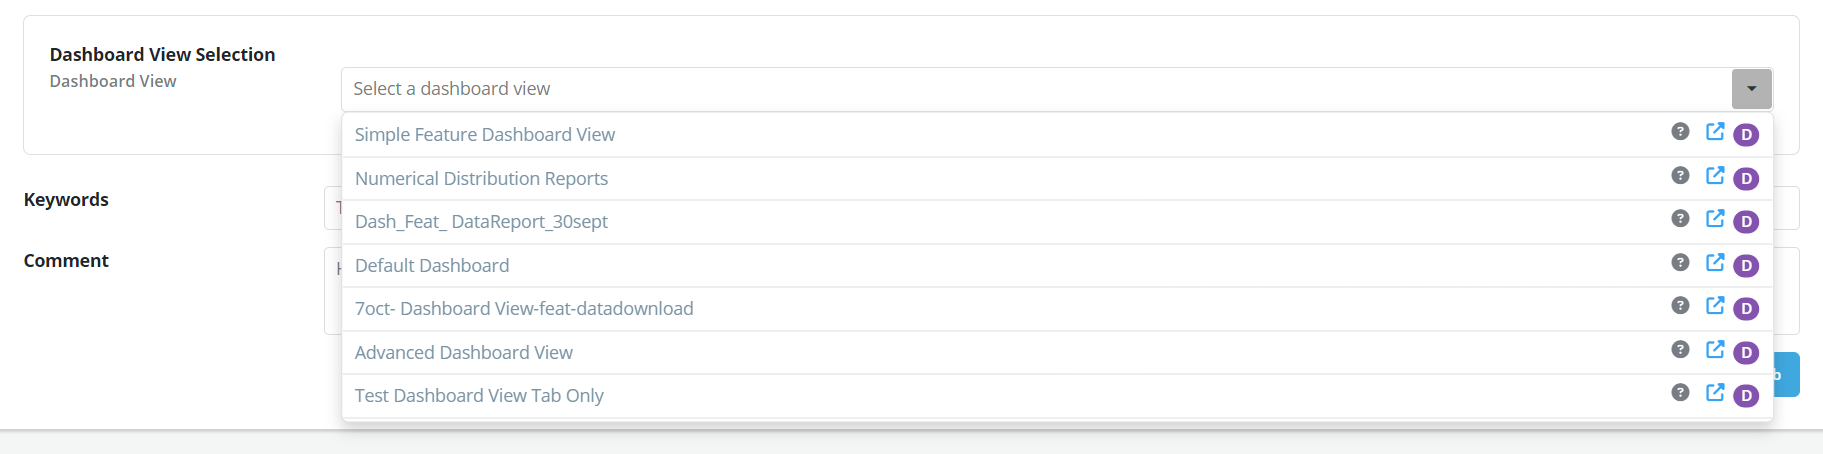 Dashboard View Selection
Dashboard View
Select a dashboard view
Simple Feature Dashboard View ? D
Numerical Distribution Reports ? D
Dash_Feat_ DataReport_30sept ? D
Default Dashboard ? D
7oct- Dashboard View-feat-datadownload ? D
Advanced Dashboard View ? D
Test Dashboard View Tab Only ? D
Keywords
Comment